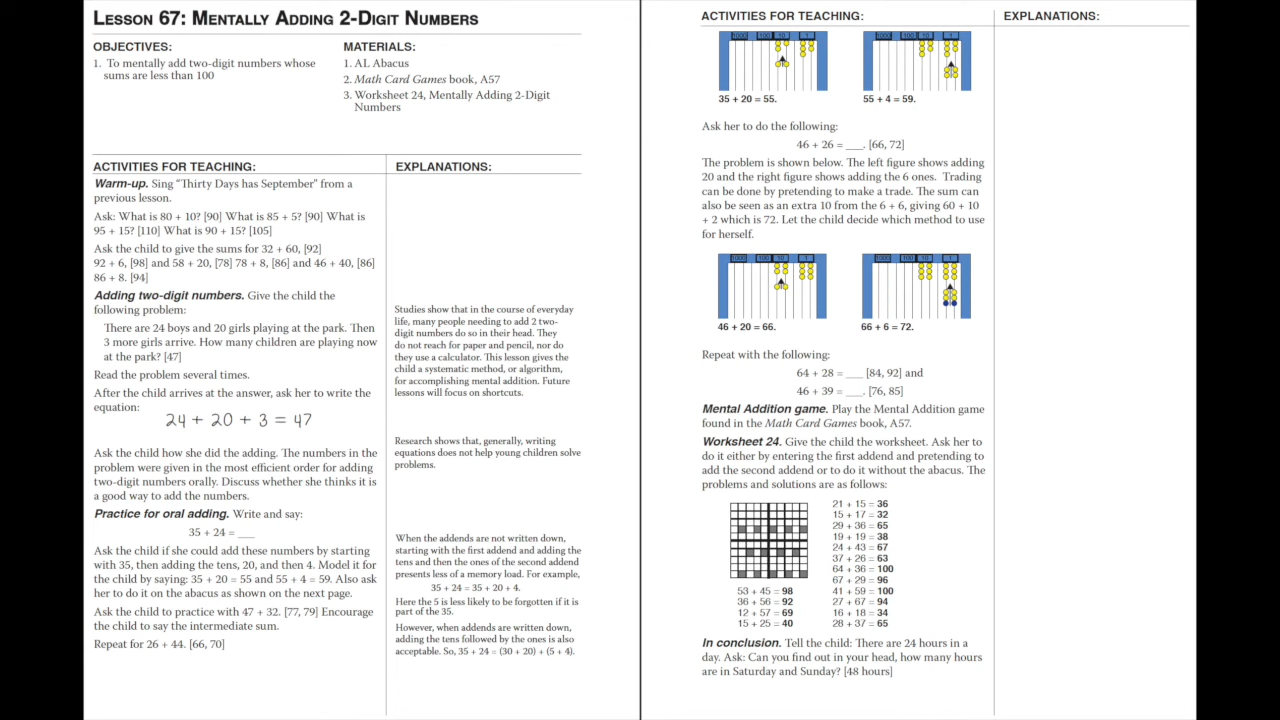 LESSON 67: MENTALLY ADDING 2-DIGIT NUMBERS
OBJECTIVES:
1. To mentally add two-digit numbers whose
sums are less than 100
MATERIALS:
1. AL Abacus
2. Math Card Games book, A57
3. Worksheet 24, Mentally Adding 2-Digit
Numbers
ACTIVITIES FOR TEACHING:
Warm-up. Sing “Thirty Days has September” from a
previous lesson.
Ask: What is 80 + 10? [90] What is 85 + 5? [90] What is
95 + 15? [110] What is 90 + 15? [105]
Ask the child to give the sums for 32 + 60, [92]
92 + 6, [98] and 58 + 20, [78] 78 + 8, [86] and 46 + 40, [86]
86 + 8. [94]
Adding two-digit numbers. Give the child the
following problem:
There are 24 boys and 20 girls playing at the park. Then
3 more girls arrive. How many children are playing now
at the park? [47]
Read the problem several times.
After the child arrives at the answer, ask her to write the
equation:
24 + 20 + 3 = 47
Ask the child how she did the adding. The numbers in the
problem were given in the most efficient order for adding
two-digit numbers orally. Discuss whether she thinks it is
a good way to add the numbers.
Practice for oral adding. Write and say:
35 + 24 = ___
Ask the child if she could add these numbers by starting
with 35, then adding the tens, 20, and then 4. Model it for
the child by saying: 35 + 20 = 55 and 55 + 4 = 59. Also ask
her to do it on the abacus as shown on the next page.
Ask the child to practice with 47 + 32. [77, 79] Encourage
the child to say the intermediate sum.
Repeat for 26 + 44. [66, 70]
EXPLANATIONS:
Studies show that in the course of everyday
life, many people needing to add 2 two-
digit numbers do so in their head. They
do not reach for paper and pencil, nor do
they use a calculator. This lesson gives the
child a systematic method, or algorithm,
for accomplishing mental addition. Future
lessons will focus on shortcuts.
Research shows that, generally, writing
equations does not help young children solve
problems.
When the addends are not written down,
starting with the first addend and adding the
tens and then the ones of the second addend
presents less of a memory load. For example,
35 + 24 = 35 + 20 + 4.
Here the 5 is less likely to be forgotten if it is
part of the 35.
However, when addends are written down,
adding the tens followed by the ones is also
acceptable. So, 35 + 24 = (30 + 20) + (5 + 4).
ACTIVITIES FOR TEACHING:
EXPLANATIONS:
1000 100 10 1
1000 100 10 1
35 + 20 = 55.
55 + 4 = 59.
Ask her to do the following:
46 + 26 = ___. [66, 72]
The problem is shown below. The left figure shows adding
20 and the right figure shows adding the 6 ones. Trading
can be done by pretending to make a trade. The sum can
also be seen as an extra 10 from the 6 + 6, giving 60 + 10
+ 2 which is 72. Let the child decide which method to use
for herself.
1000 100 10 1
1000 100 10 1
46 + 20 = 66.
66 + 6 = 72.
Repeat with the following:
64 + 28 = ___ [84, 92] and
46 + 39 = ___. [76, 85]
Mental Addition game. Play the Mental Addition game
found in the Math Card Games book, A57.
Worksheet 24. Give the child the worksheet. Ask her to
do it either by entering the first addend and pretending to
add the second addend or to do it without the abacus. The
problems and solutions are as follows:
53 + 45 = 98
36 + 56 = 92
12 + 57 = 69
15 + 25 = 40
21 + 15 = 36
15 + 17 = 32
29 + 36 = 65
19 + 19 = 38
24 + 43 = 67
37 + 26 = 63
64 + 36 = 100
67 + 29 = 96
41 + 59 = 100
27 + 67 = 94
16 + 18 = 34
28 + 37 = 65
In conclusion. Tell the child: There are 24 hours in a
day. Ask: Can you find out in your head, how many hours
are in Saturday and Sunday? [48 hours]